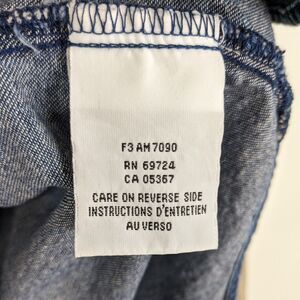 F3 AM 7090
RN 69724
CA 05367
CARE ON REVERSE SIDE
INSTRUCTIONS D'ENTRETIEN
AU VERSO